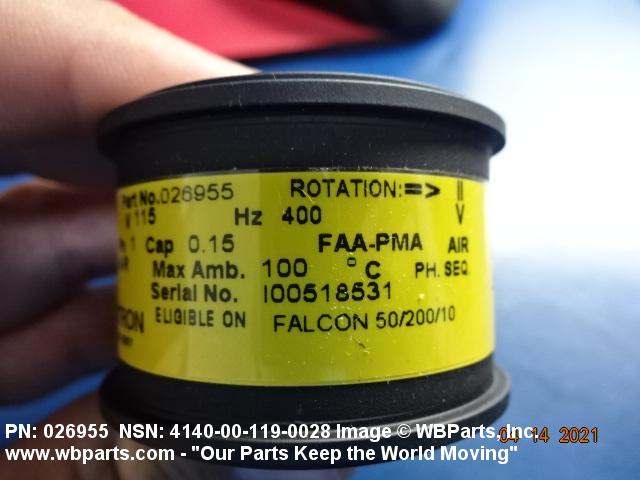 Part No.026955 ROTATION:=> ||
V 115 Hz 400 V
1 Cap 0.15 FAA-PMA AIR
Max Amb. 100 ° C PH. SEQ.
Serial No. I00518531
ELIGIBLE ON FALCON 50/200/10
PN: 026955 NSN: 4140-00-119-0028 Image © WBParts, Inc.
04 14 2021
www.wbparts.com - "Our Parts Keep the World Moving"